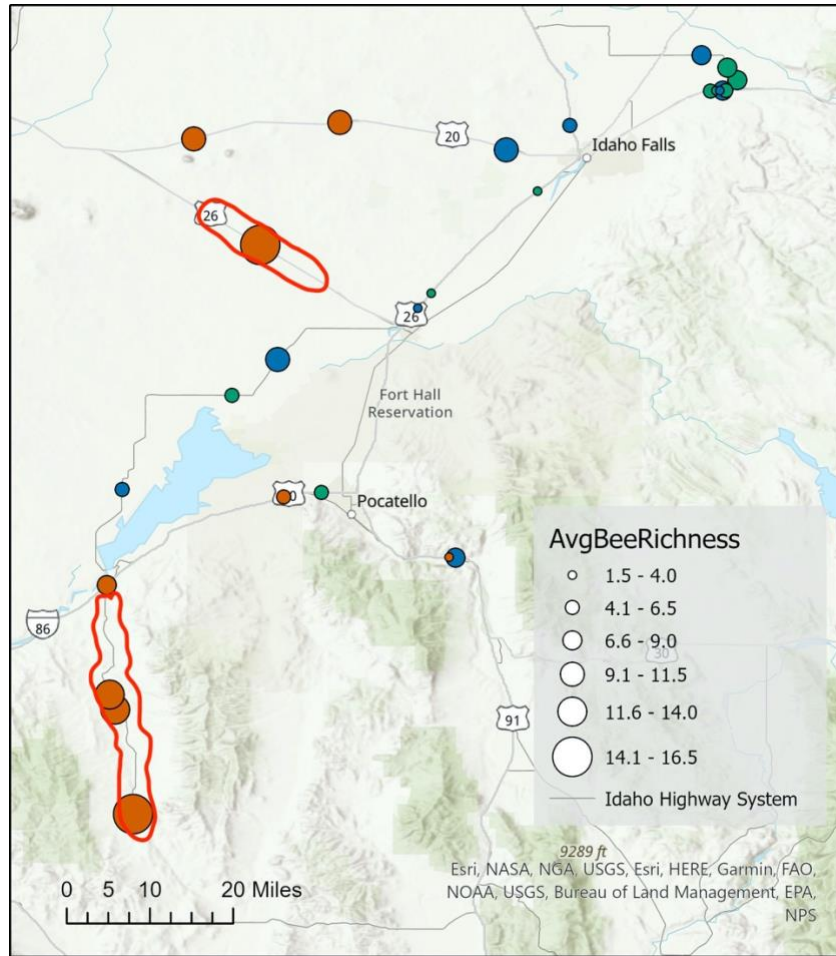 20
Idaho Falls
26
26
Fort Hall
Reservation
Pocatello
86
91
30
AvgBeeRichness
1.5 - 4.0
4.1 - 6.5
6.6 - 9.0
9.1 - 11.5
11.6 - 14.0
14.1 - 16.5
Idaho Highway System
9289 ft
Esri, NASA, NGA, USGS, Esri, HERE, Garmin, FAO,
NOAA, USGS, Bureau of Land Management, EPA,
NPS
0 5 10 20 Miles